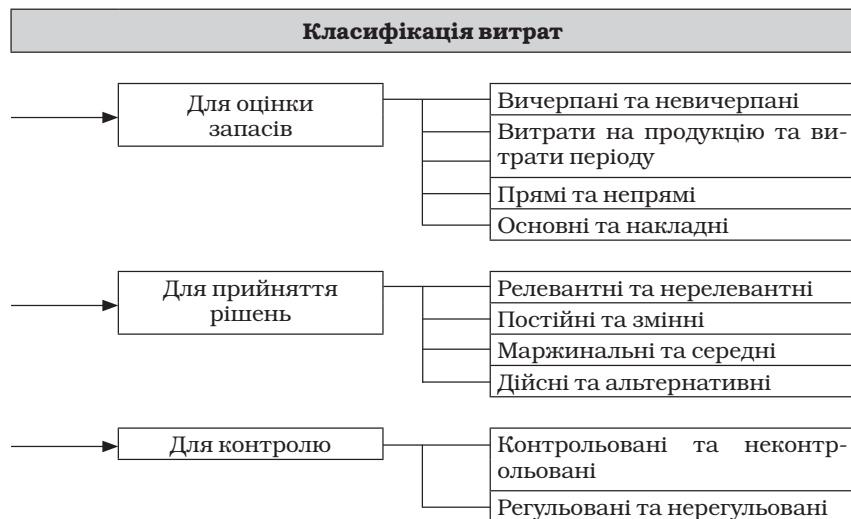 Класифікація витрат
Для оцінки
запасів
Вичерпані та невичерпані
Витрати на продукцію та ви-
трати періоду
Прямі та непрямі
Основні та накладні
Для прийняття
рішень
Релевантні та нерелевантні
Постійні та змінні
Маржинальні та середні
Дійсні та альтернативні
Для контролю
Контрольовані та неконтр-
ольовані
Регульовані та нерегульовані